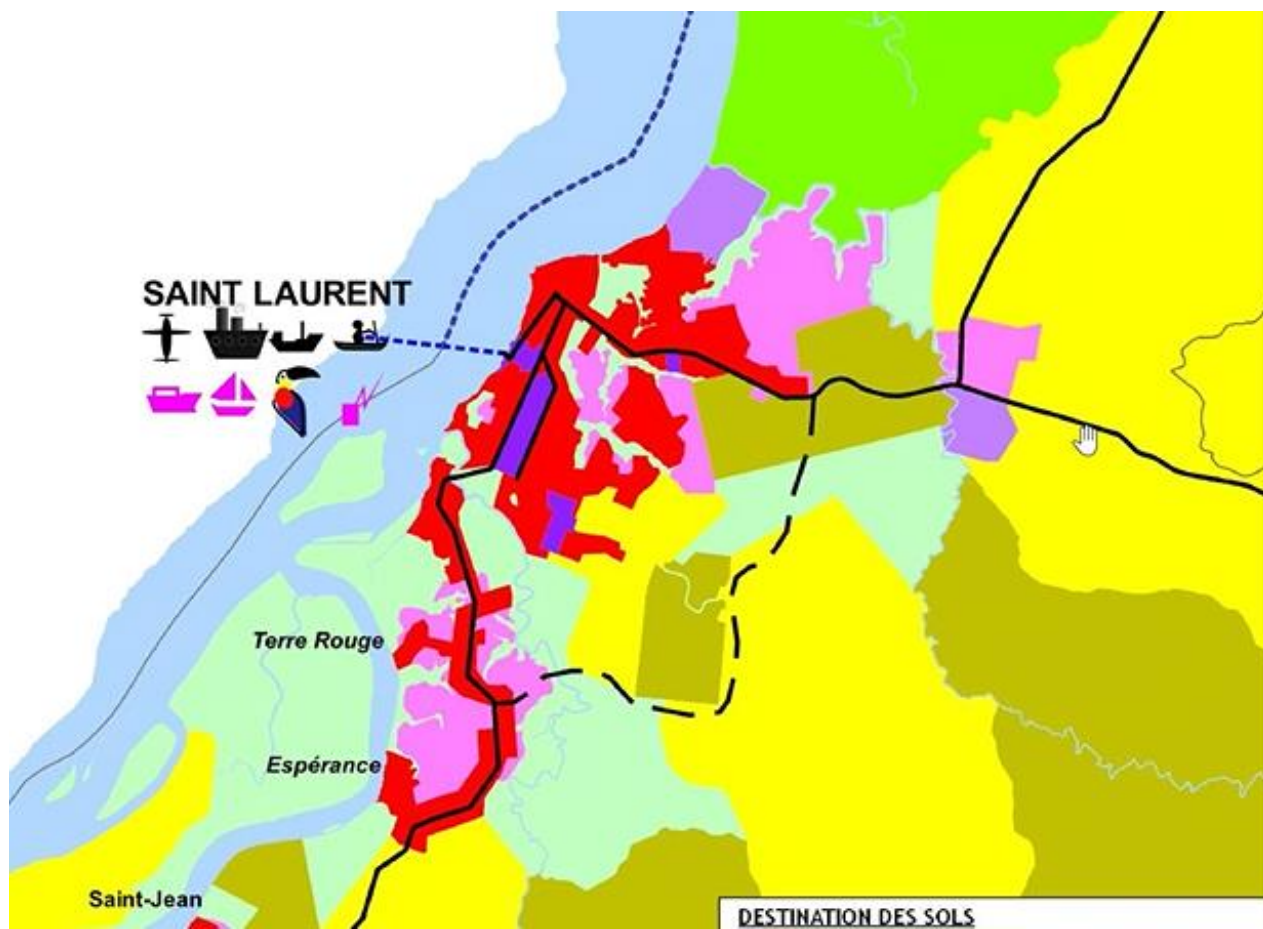 SAINT LAURENT
Terre Rouge
Espérance
Saint-Jean
DESTINATION DES SOLS